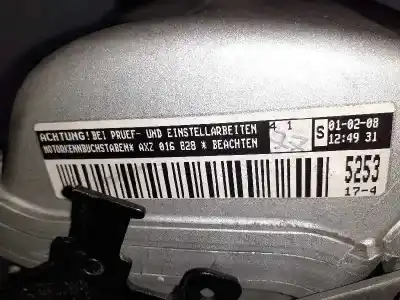 ACHTUNG! BEI PRUEF- UND EINSTELLARBEITEN
MOTORKENNBUCHSTABEN* AXZ 016 828 * BEACHTEN
4 1
S
01-02-08
12:49 31
5253
17-4